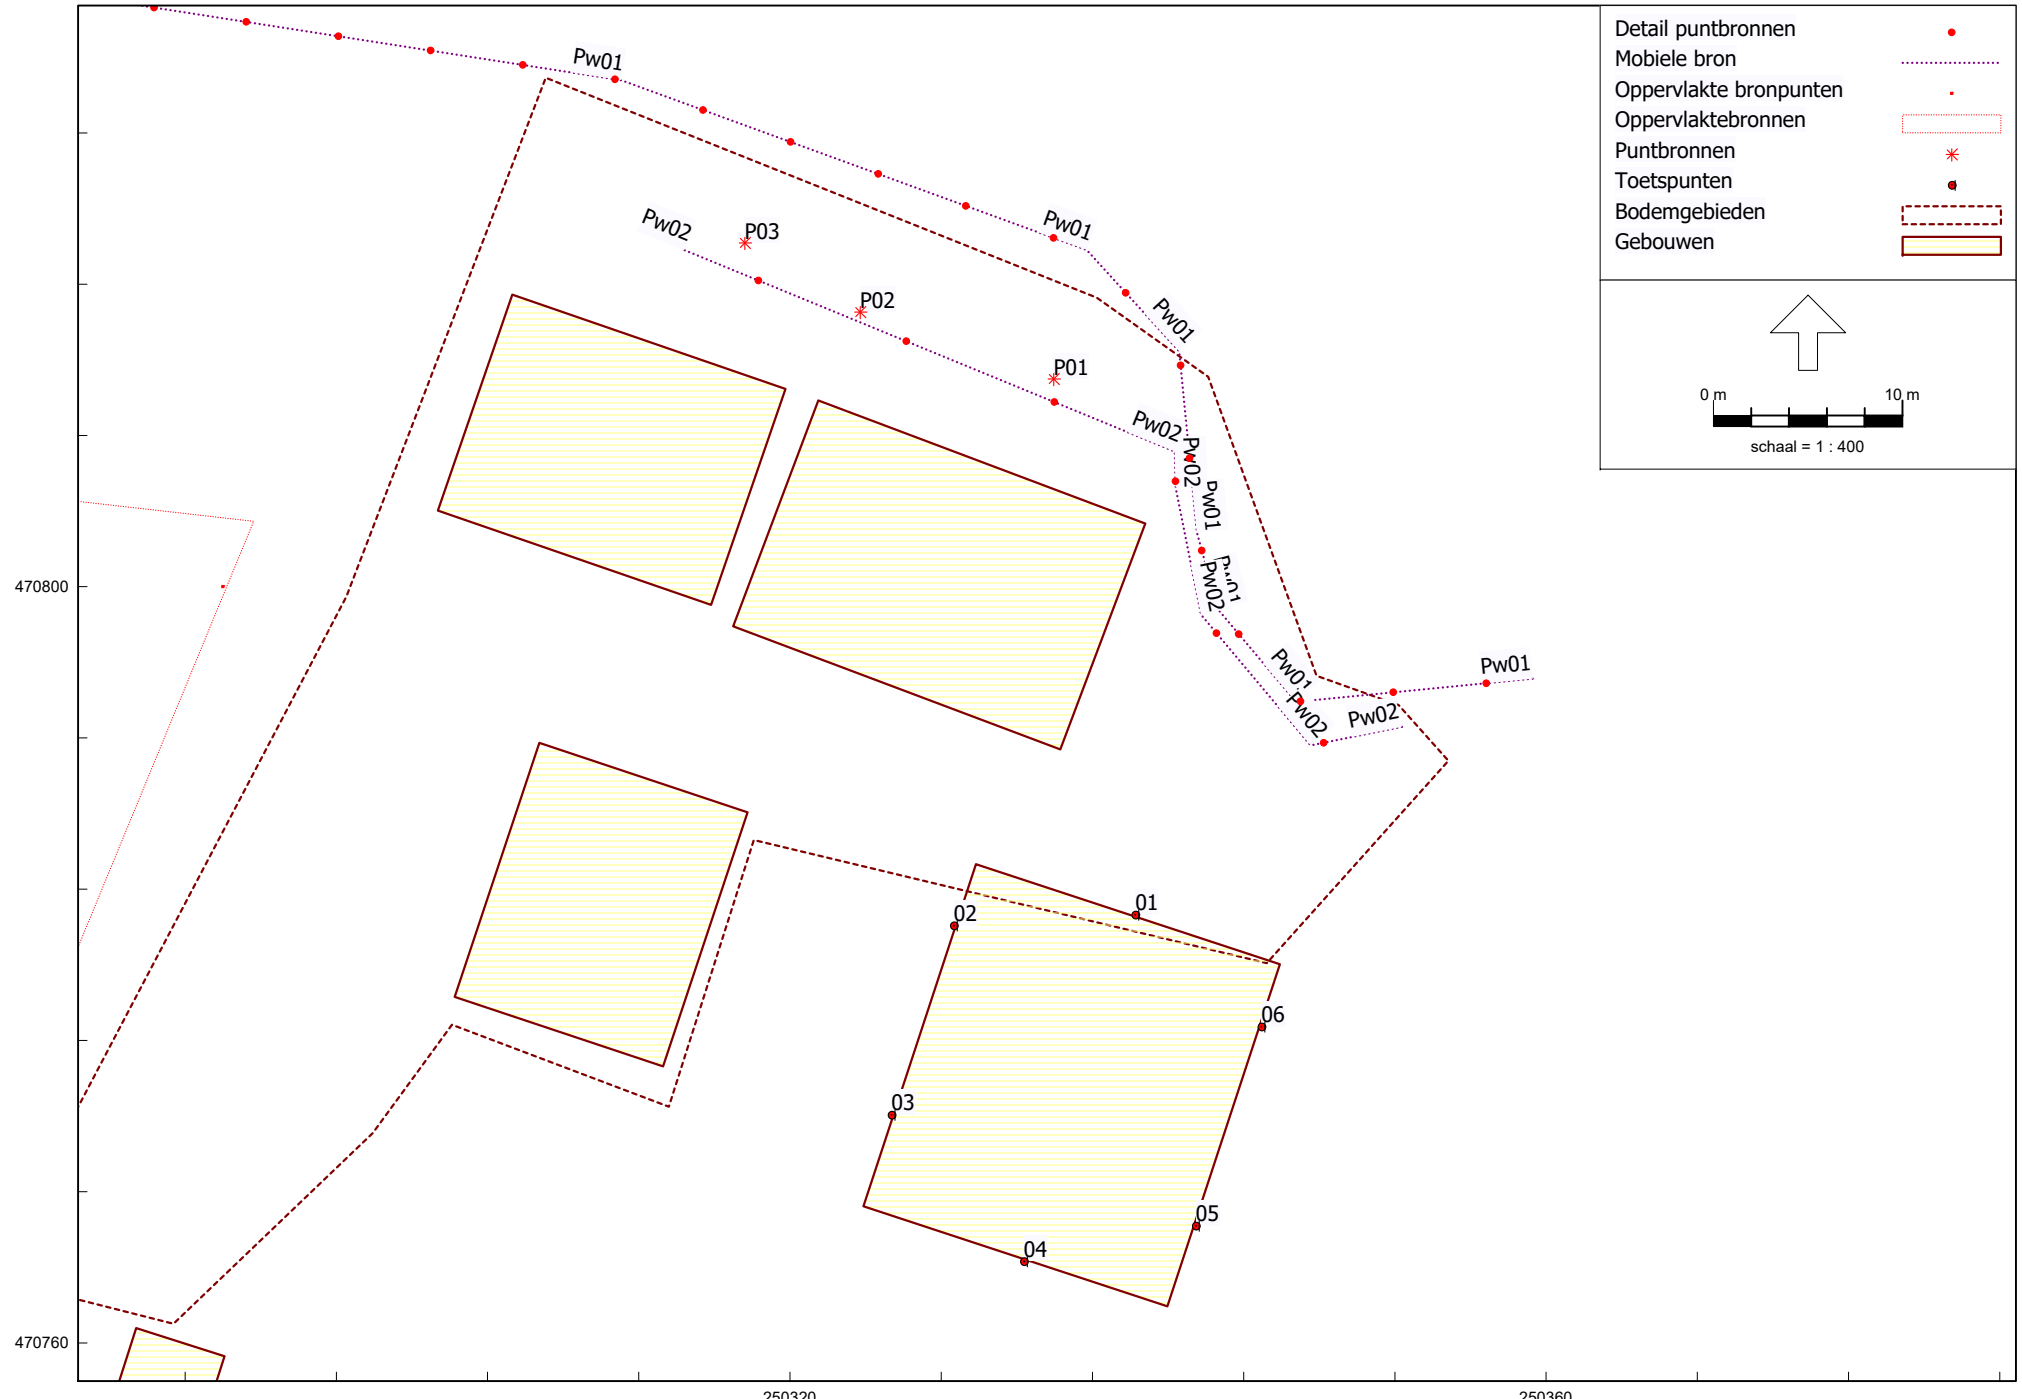 Detail puntbronnen
Mobiele bron
Oppervlakte bronpunten
Oppervlaktebronnen
Puntbronnen
Toetspunten
Bodemgebieden
Gebouwen
0 m 10 m
schaal = 1 : 400
Pw01
Pw01
Pw02
P03
P02
Pw01
P01
Pw02
Pw02
Pw01
Pw01
Pw02
Pw01
Pw01
Pw02
Pw02
01
02
06
03
05
04
470800
470760
250320
250360